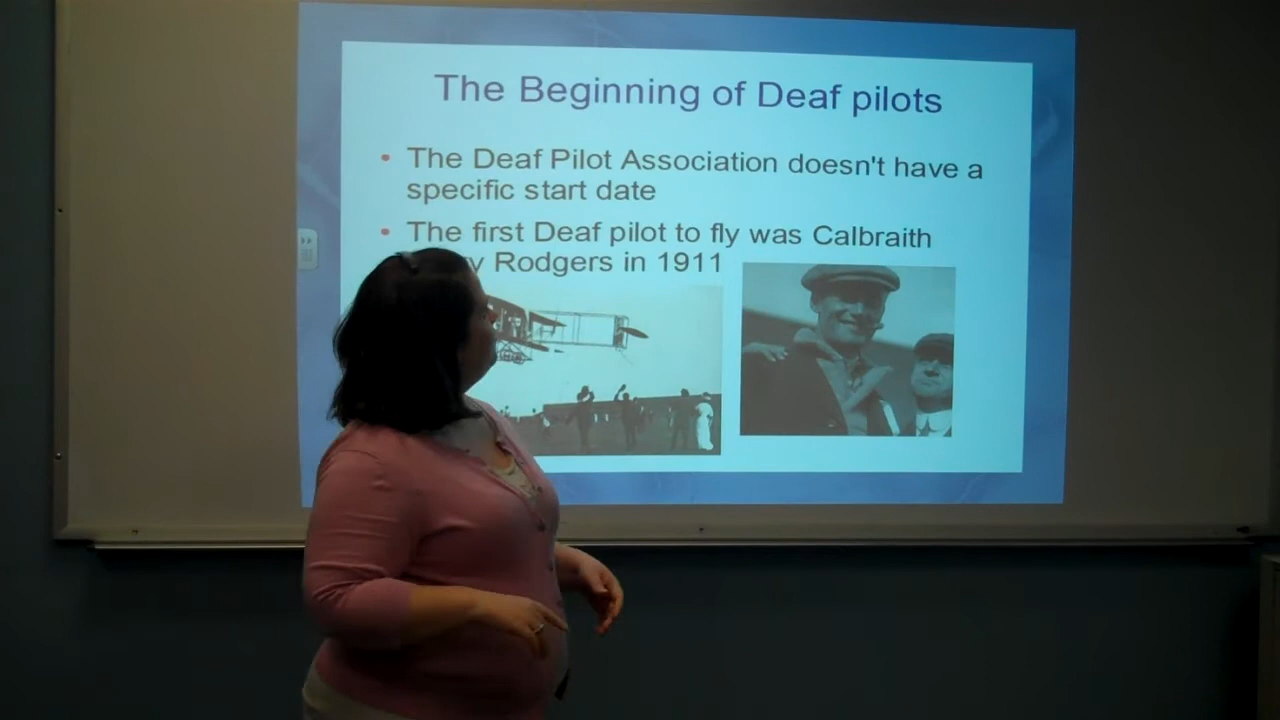 The Beginning of Deaf pilots
• The Deaf Pilot Association doesn't have a
specific start date
• The first Deaf pilot to fly was Calbraith
Rodgers in 1911